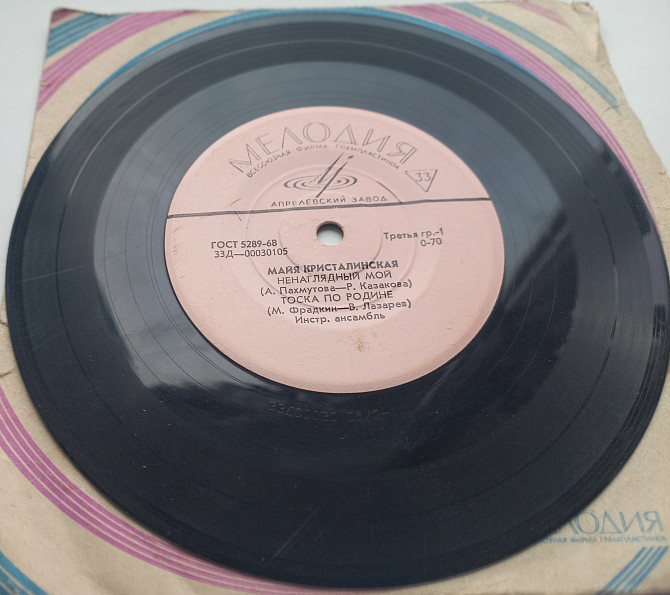 МЕЛОДИЯ
ВСЕСОЮЗНАЯ ФИРМА ГРАМПЛАСТИНОК
33
АПРЕЛЕВСКИЙ ЗАВОД
ГОСТ 5289-68
33Д—00030105
Третья гр.-1
0-70
МАЙЯ КРИСТАЛИНСКАЯ
НЕНАГЛЯДНЫЙ МОЙ
(А. Пахмутова—Р. Казакова)
ТОСКА ПО РОДИНЕ
(М. Фрадкин—В. Лазарев)
Инстр. ансамбль